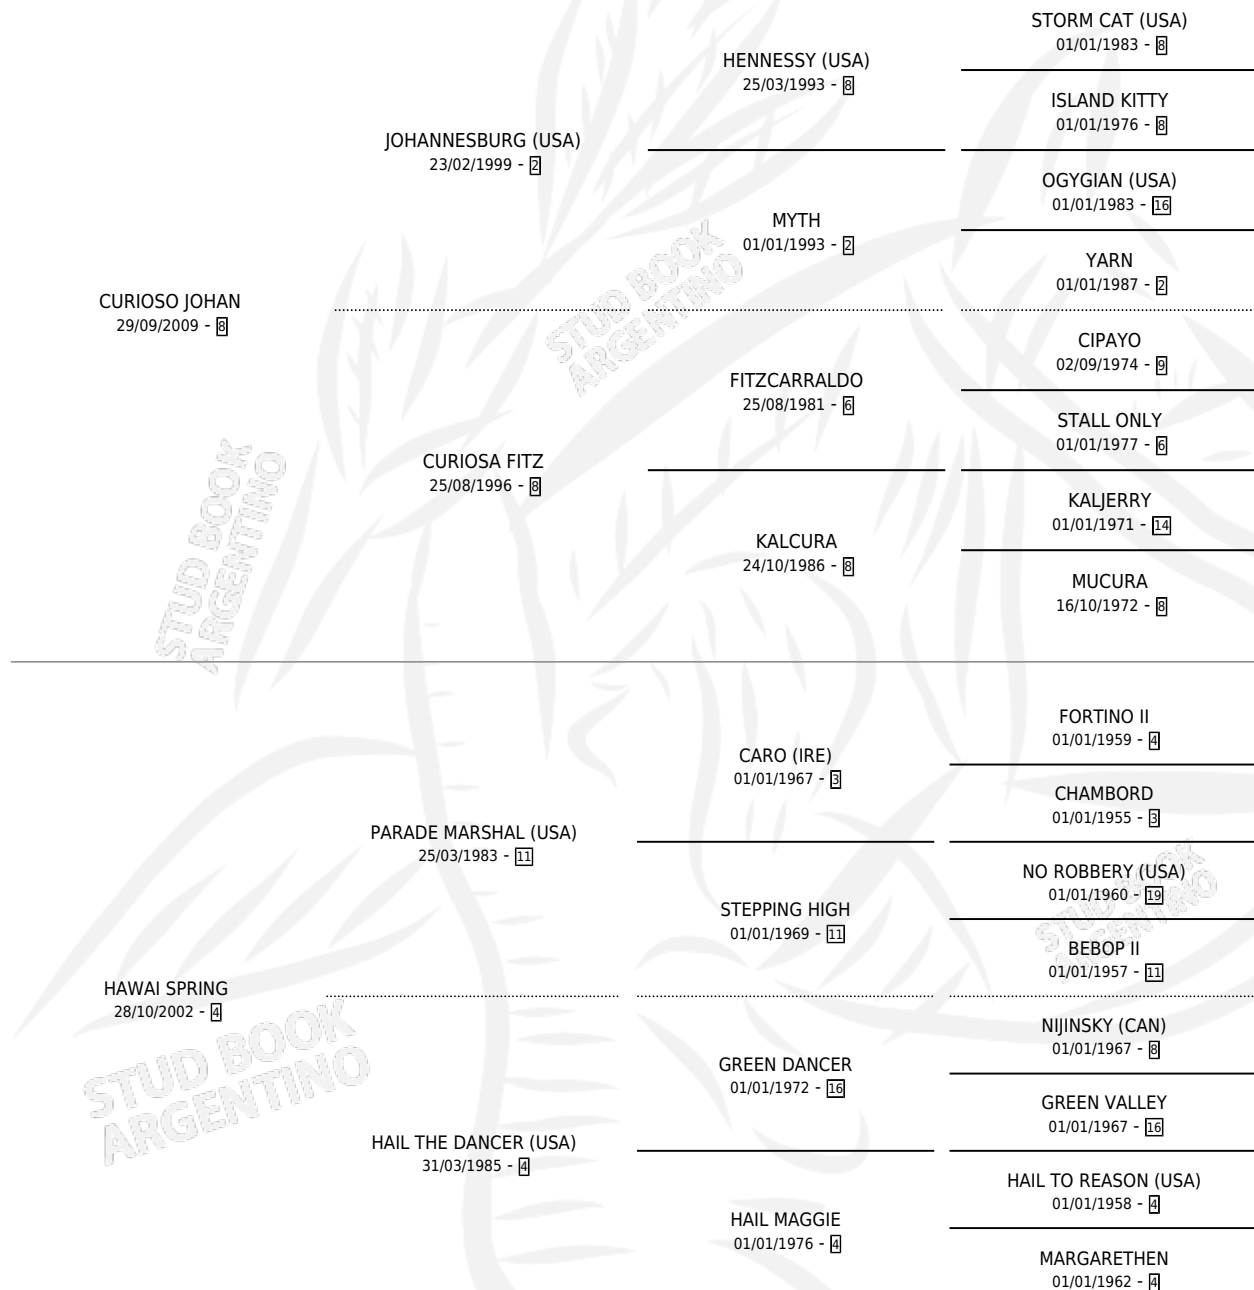 STORM CAT (USA)
01/01/1983 - 8
HENNESSY (USA)
25/03/1993 - 8
ISLAND KITTY
01/01/1976 - 8
JOHANNESBURG (USA)
23/02/1999 - 2
OGYGIAN (USA)
01/01/1983 - 16
MYTH
01/01/1993 - 2
YARN
01/01/1987 - 2
CURIOSO JOHAN
29/09/2009 - 8
CIPAYO
02/09/1974 - 9
FITZCARRALDO
25/08/1981 - 6
STALL ONLY
01/01/1977 - 6
CURIOSA FITZ
25/08/1996 - 8
KALJERRY
01/01/1971 - 14
KALCURA
24/10/1986 - 8
MUCURA
16/10/1972 - 8
FORTINO II
01/01/1959 - 4
CARO (IRE)
01/01/1967 - 3
CHAMBORD
01/01/1955 - 3
PARADE MARSHAL (USA)
25/03/1983 - 11
NO ROBBERY (USA)
01/01/1960 - 19
STEPPING HIGH
01/01/1969 - 11
BEBOP II
01/01/1957 - 11
HAWAI SPRING
28/10/2002 - 4
NIJINSKY (CAN)
01/01/1967 - 8
GREEN DANCER
01/01/1972 - 16
GREEN VALLEY
01/01/1967 - 16
HAIL THE DANCER (USA)
31/03/1985 - 4
HAIL TO REASON (USA)
01/01/1958 - 4
HAIL MAGGIE
01/01/1976 - 4
MARGARETHEN
01/01/1962 - 4
STUD BOOK
ARGENTINO
STUD BOOK
ARGENTINO
STUD BOOK
ARGENTINO
STUD BOOK
ARGENTINO